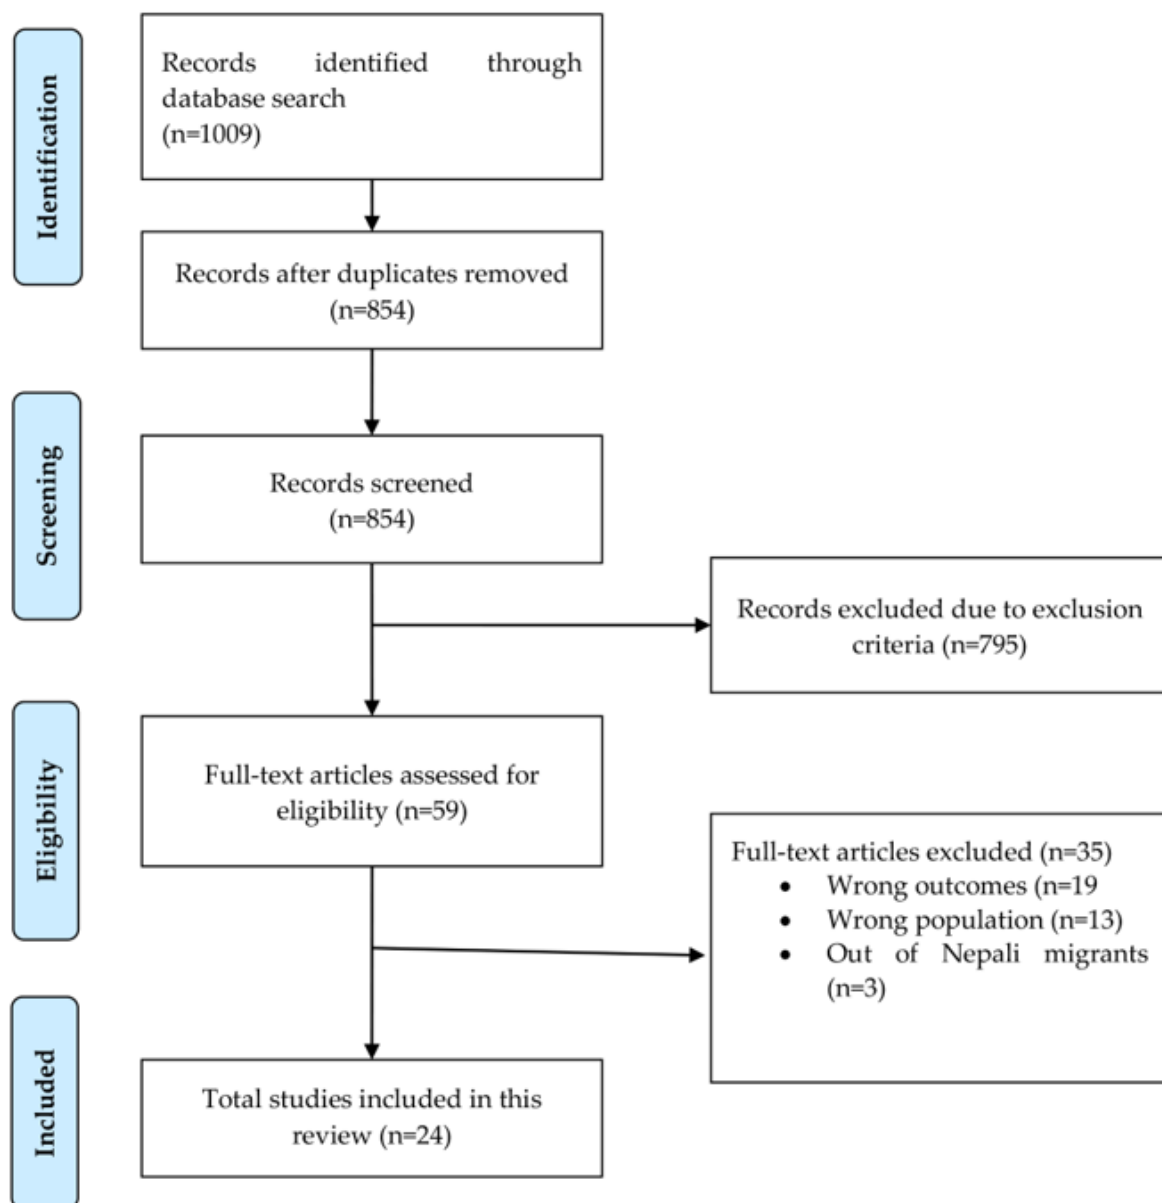 Identification
Records identified through
database search
(n=1009)
Records after duplicates removed
(n=854)
Screening
Records screened
(n=854)
Records excluded due to exclusion
criteria (n=795)
Eligibility
Full-text articles assessed for
eligibility (n=59)
Full-text articles excluded (n=35)
• Wrong outcomes (n=19
• Wrong population (n=13)
• Out of Nepali migrants
(n=3)
Included
Total studies included in this
review (n=24)